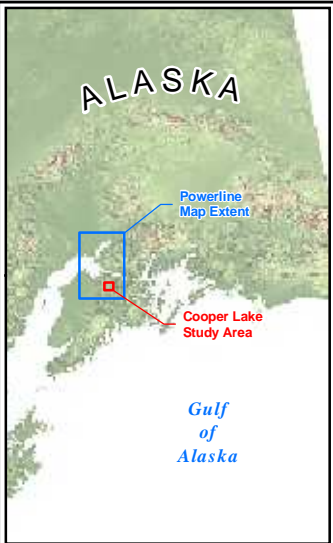 ALASKA
Powerline
Map Extent
Cooper Lake
Study Area
Gulf
of
Alaska